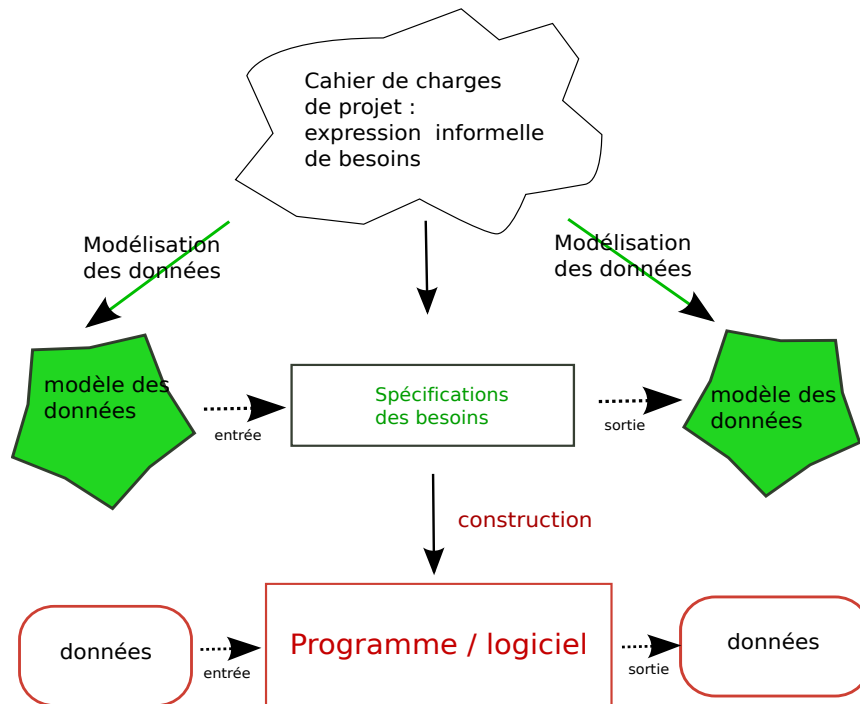 Cahier de charges
de projet :
expression informelle
de besoins
Modélisation
des données
Modélisation
des données
modèle des
données
entrée
Spécifications
des besoins
sortie
modèle des
données
construction
données
entrée
Programme / logiciel
sortie
données